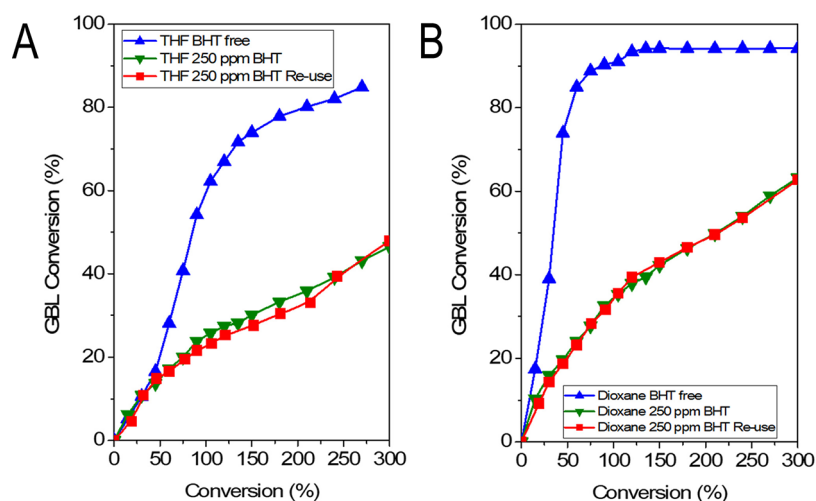 A
GBL Conversion (%)
100
80
60
40
20
0
THF BHT free
THF 250 ppm BHT
THF 250 ppm BHT Re-use
0 50 100 150 200 250 300
Conversion (%)
B
GBL Conversion (%)
100
80
60
40
20
0
Dioxane BHT free
Dioxane 250 ppm BHT
Dioxane 250 ppm BHT Re-use
0 50 100 150 200 250 300
Conversion (%)